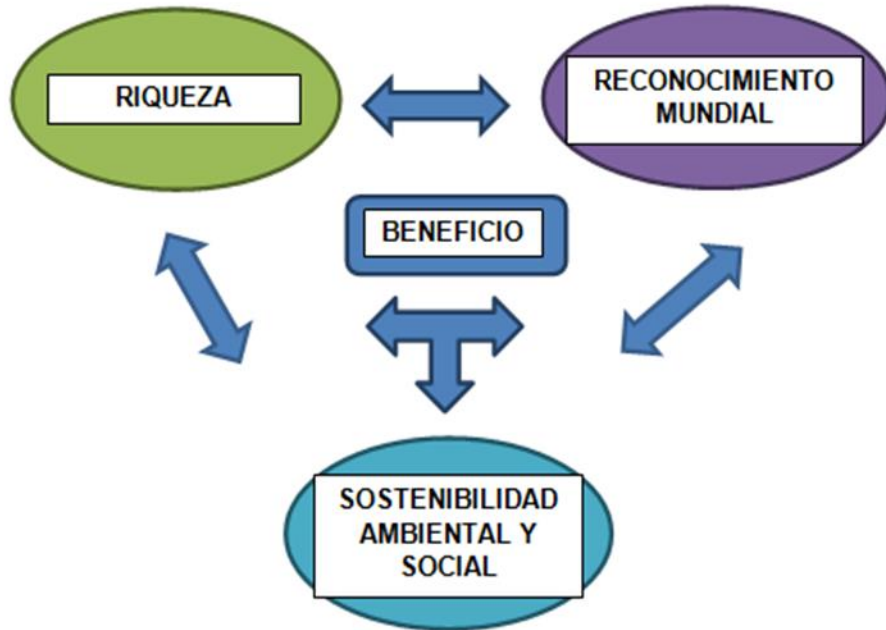 RIQUEZA
RECONOCIMIENTO
MUNDIAL
BENEFICIO
SOSTENIBILIDAD
AMBIENTAL Y
SOCIAL